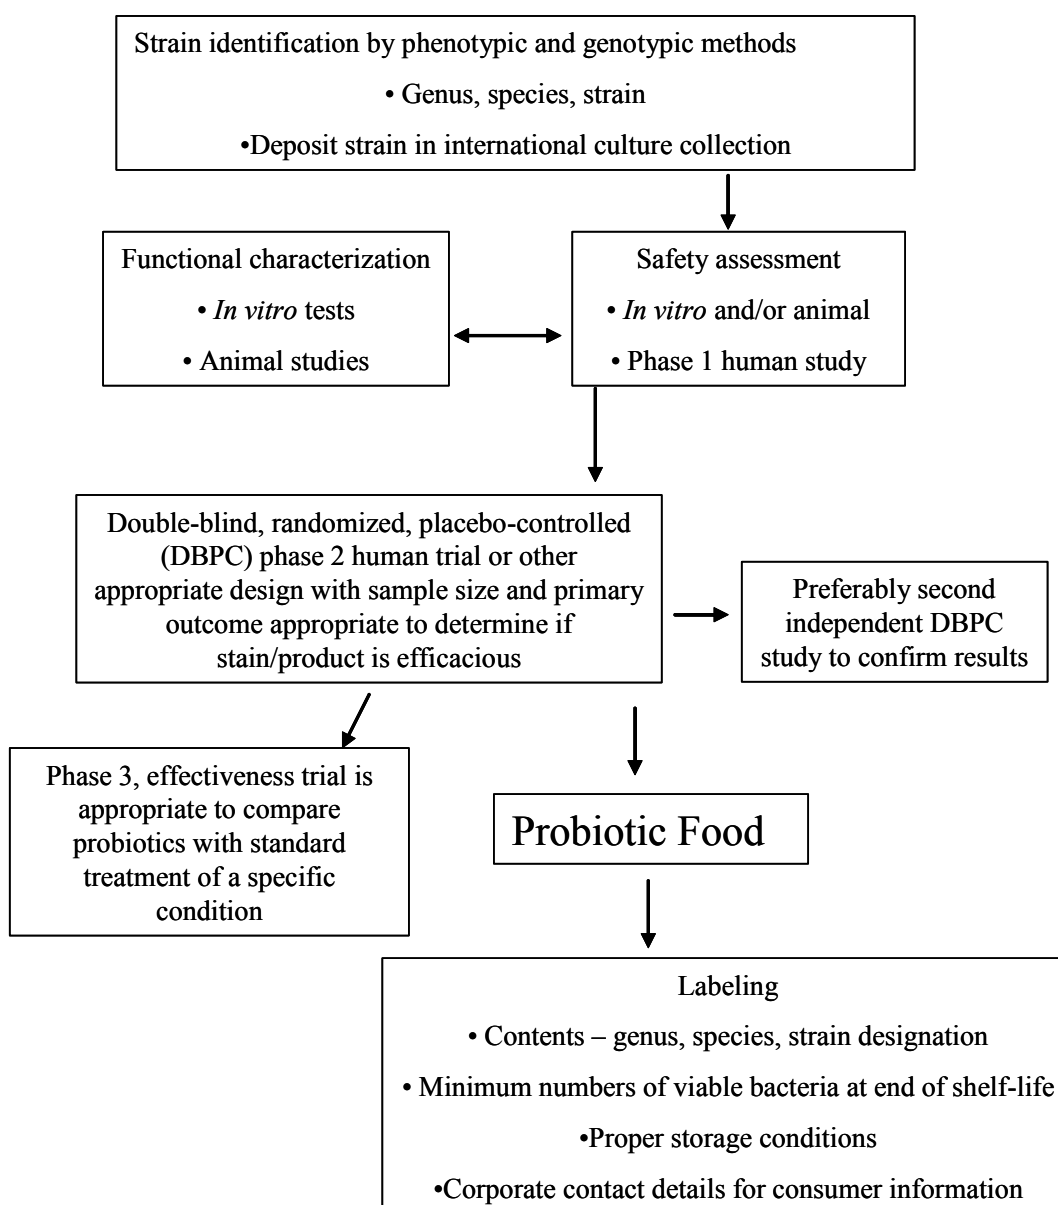 Strain identification by phenotypic and genotypic methods
• Genus, species, strain
•Deposit strain in international culture collection
Functional characterization
• In vitro tests
• Animal studies
Safety assessment
• In vitro and/or animal
• Phase 1 human study
Double-blind, randomized, placebo-controlled
(DBPC) phase 2 human trial or other
appropriate design with sample size and primary
outcome appropriate to determine if
stain/product is efficacious
Preferably second
independent DBPC
study to confirm results
Phase 3, effectiveness trial is
appropriate to compare
probiotics with standard
treatment of a specific
condition
Probiotic Food
Labeling
• Contents – genus, species, strain designation
• Minimum numbers of viable bacteria at end of shelf-life
•Proper storage conditions
•Corporate contact details for consumer information